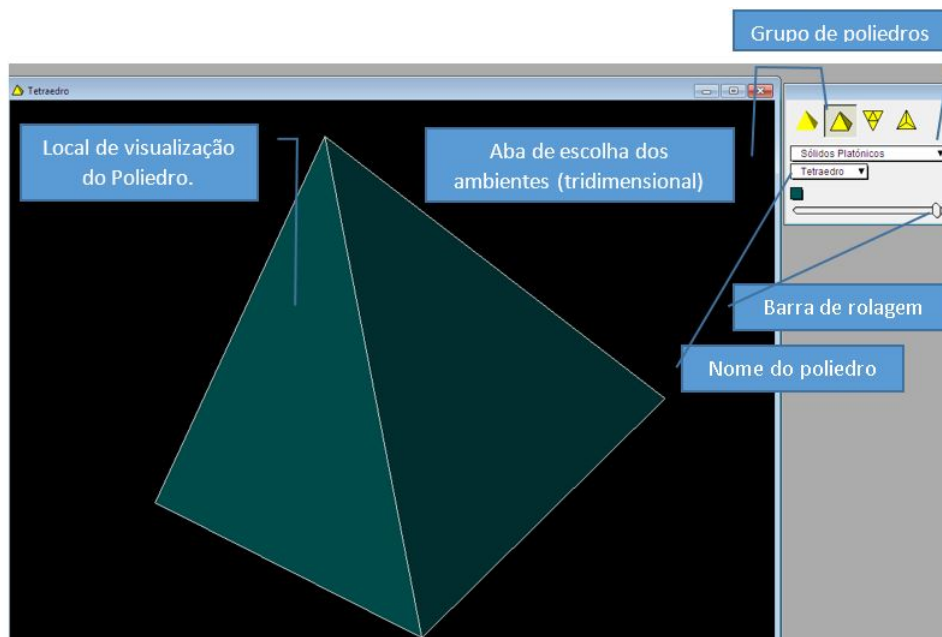 Grupo de poliedros
Tetraedro
Local de visualização
do Poliedro.
Aba de escolha dos
ambientes (tridimensional)
Sólidos Platónicos
Tetraedro
Barra de rolagem
Nome do poliedro